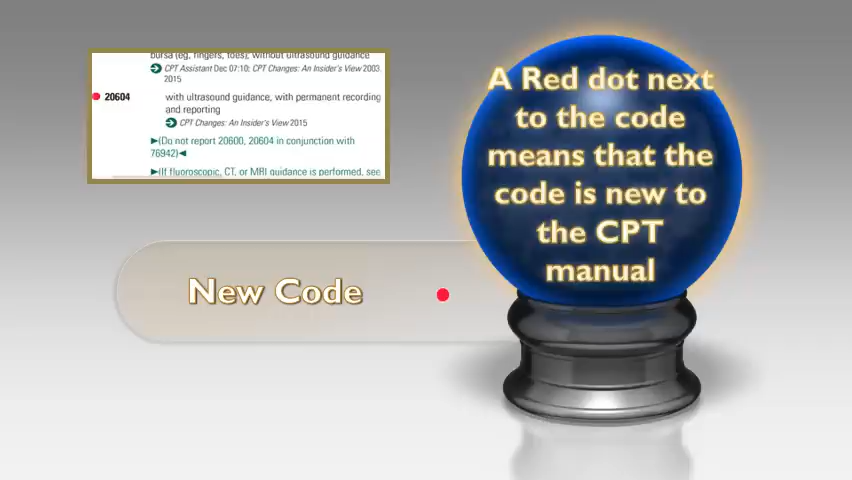 bursa (eg, fingers, toes); without ultrasound guidance
CPT Assistant Dec 07:10; CPT Changes: An Insider's View 2003,
2015
20604 with ultrasound guidance, with permanent recording
and reporting
CPT Changes: An Insider's View 2015
(Do not report 20600, 20604 in conjunction with
76942)
(If fluoroscopic, CT, or MRI guidance is performed, see
A Red dot next
to the code
means that the
code is new to
the CPT
manual
New Code